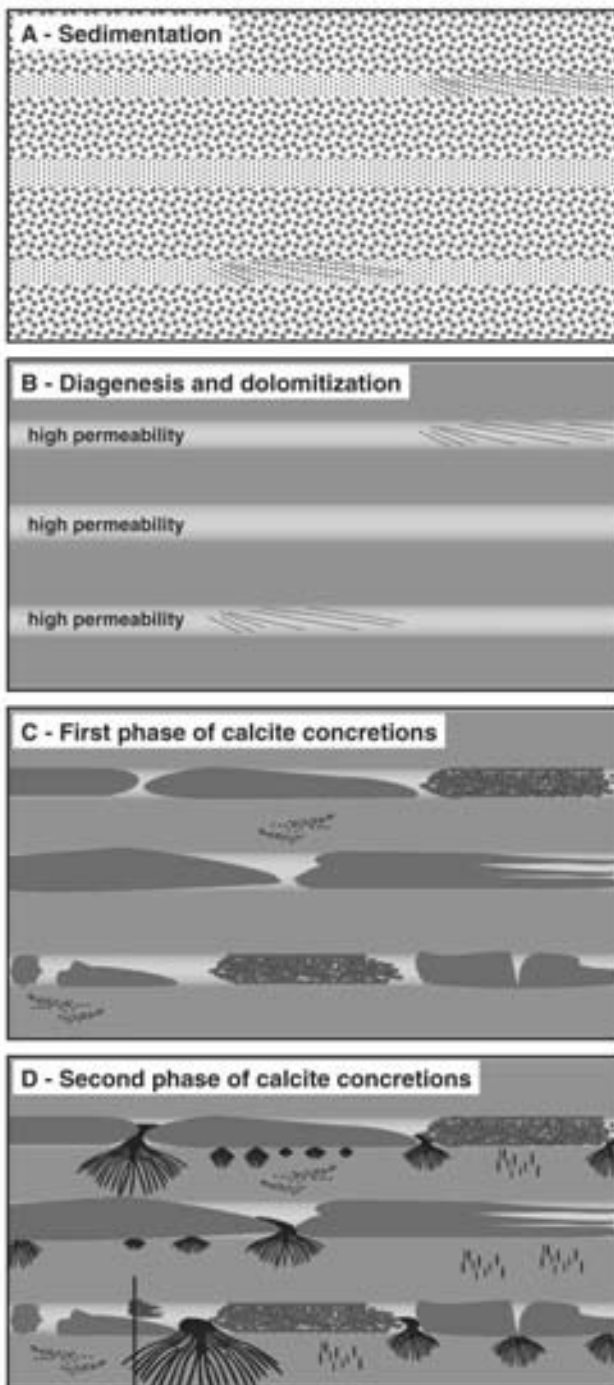 A - Sedimentation
B - Diagenesis and dolomitization
high permeability
high permeability
high permeability
C - First phase of calcite concretions
D - Second phase of calcite concretions